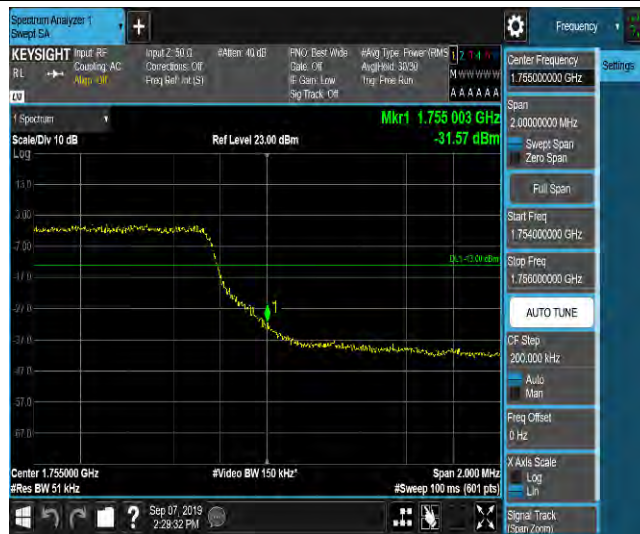 Spectrum Analyzer 1
Swept SA
+
Frequency
KEYSIGHT
RL
Input: RF
Coupling: AC
Align: Off
Input Z: 50 Ω
Corrections: Off
Freq Ref: Int (S)
#Atten: 40 dB
PNO: Best Wide
Gate: Off
IF Gain: Low
Sig Track: Off
#Avg Type: Power (RMS
Avg|Hold: 30/30
Trig: Free Run
M W W W W W
A A A A A A
Center Frequency
1.755000000 GHz
Settings
Span
2.00000000 MHz
Swept Span
Zero Span
Full Span
Start Freq
1.754000000 GHz
Stop Freq
1.756000000 GHz
AUTO TUNE
CF Step
200.000 kHz
Auto
Man
Freq Offset
0 Hz
X Axis Scale
Log
Lin
Signal Track
(Span Zoom)
1 Spectrum
Scale/Div 10 dB
Log
Ref Level 23.00 dBm
Mkr1 1.755 003 GHz
-31.57 dBm
13.0
3.00
-7.00
-17.0
-27.0
-37.0
-47.0
-57.0
-67.0
DL1 -13.00 dBm
1
Center 1.755000 GHz
#Video BW 150 kHz*
Span 2.000 MHz
#Res BW 51 kHz
#Sweep 100 ms (601 pts)
?
Sep 07, 2019
2:29:32 PM